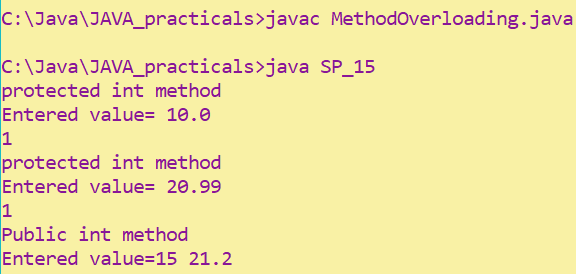 C:\Java\JAVA_practicals>javac MethodOverloading.java
C:\Java\JAVA_practicals>java SP_15
protected int method
Entered value= 10.0
1
protected int method
Entered value= 20.99
1
Public int method
Entered value=15 21.2